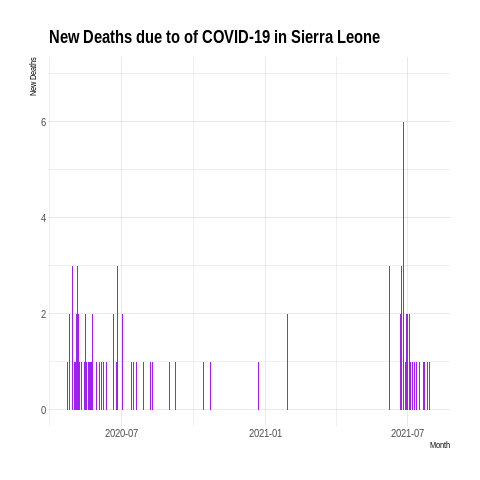 New Deaths due to of COVID-19 in Sierra Leone
New Deaths
6
4
2
0
2020-07
2021-01
2021-07
Month